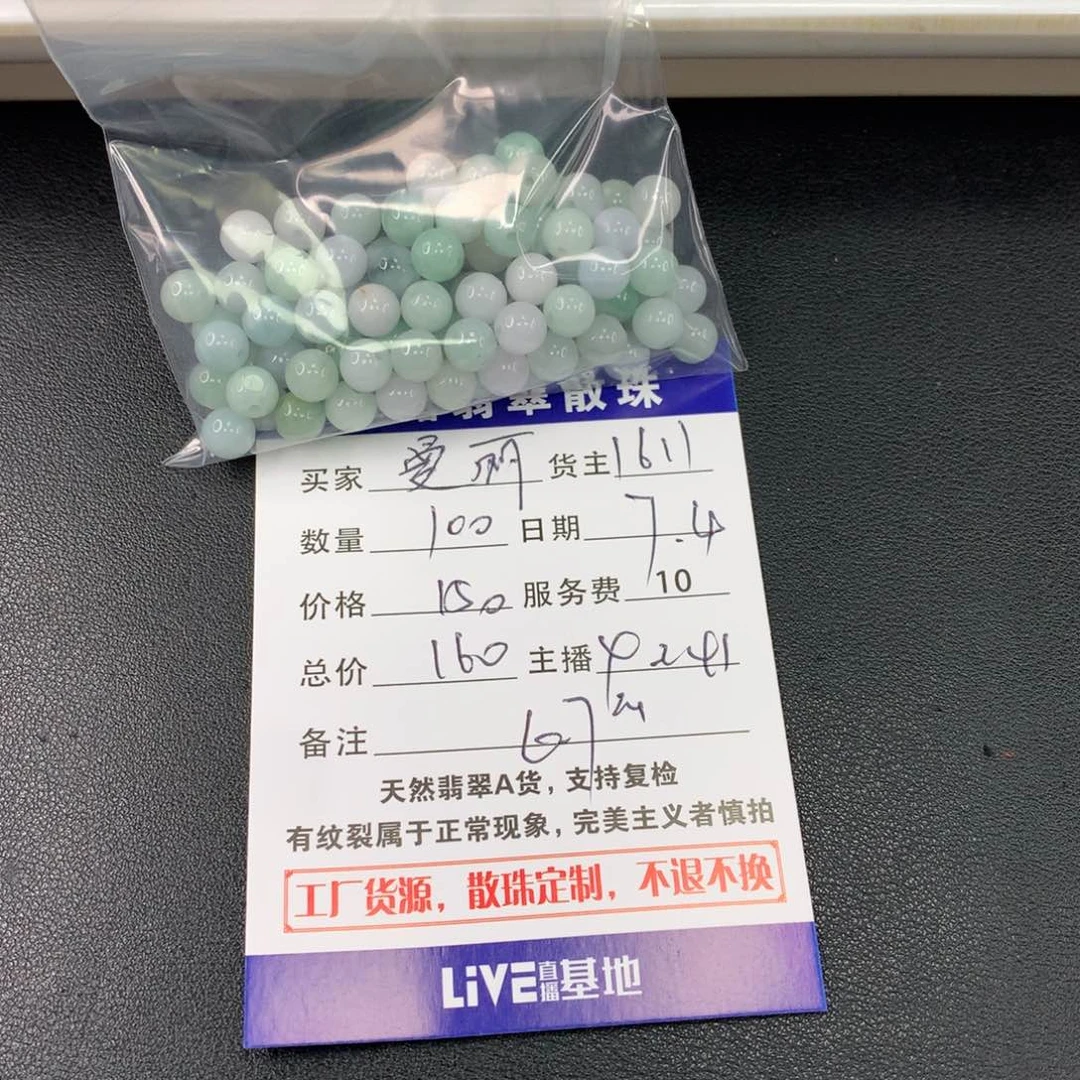 翡翠散珠
买家 曼丽 货主 1611
数量 100 日期 7.4
价格 150 服务费 10
总价 160 主播
备注 67
天然翡翠A货，支持复检
有纹裂属于正常现象，完美主义者慎拍
工厂货源，散珠定制，不退不换
LiVE直播基地